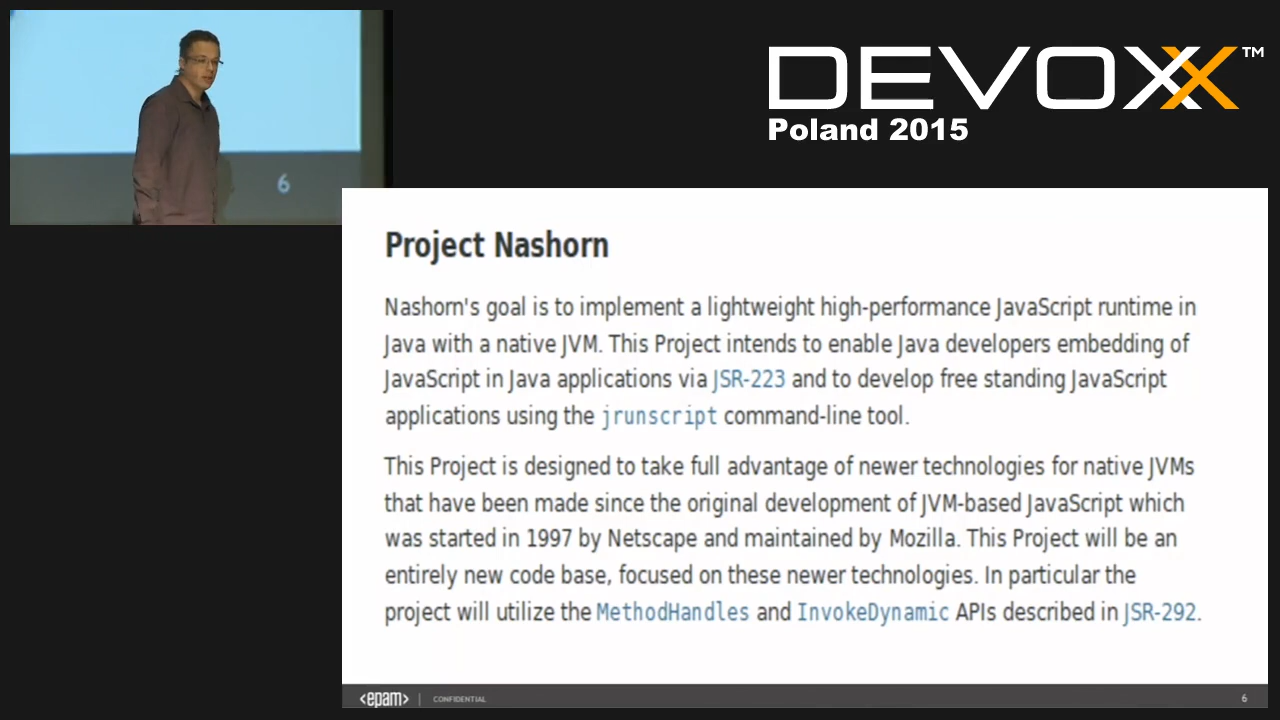 DEVOXX™
Poland 2015
6
Project Nashorn
Nashorn's goal is to implement a lightweight high-performance JavaScript runtime in
Java with a native JVM. This Project intends to enable Java developers embedding of
JavaScript in Java applications via JSR-223 and to develop free standing JavaScript
applications using the jrunscript command-line tool.
This Project is designed to take full advantage of newer technologies for native JVMs
that have been made since the original development of JVM-based JavaScript which
was started in 1997 by Netscape and maintained by Mozilla. This Project will be an
entirely new code base, focused on these newer technologies. In particular the
project will utilize the MethodHandles and InvokeDynamic APIs described in JSR-292.
<epam> | CONFIDENTIAL 6